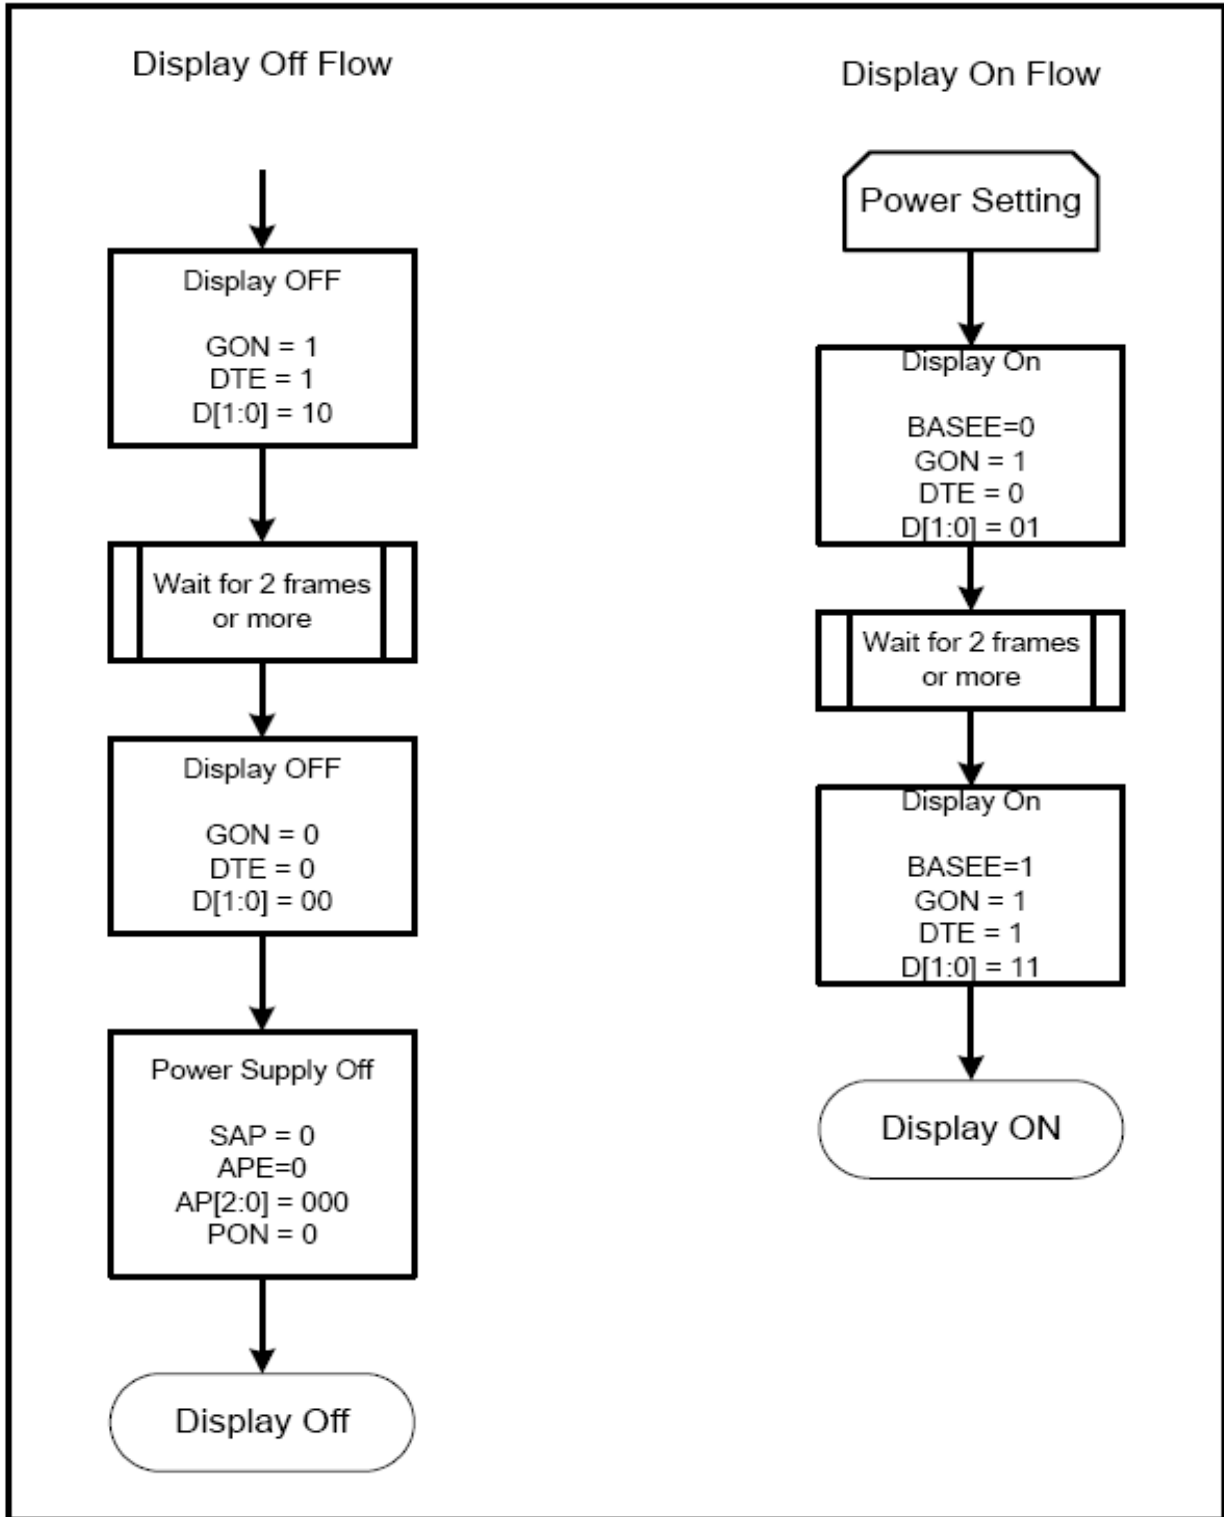 Display Off Flow
Display OFF
GON = 1
DTE = 1
D[1:0] = 10
Wait for 2 frames
or more
Display OFF
GON = 0
DTE = 0
D[1:0] = 00
Power Supply Off
SAP = 0
APE=0
AP[2:0] = 000
PON = 0
Display Off
Display On Flow
Power Setting
Display On
BASEE=0
GON = 1
DTE = 0
D[1:0] = 01
Wait for 2 frames
or more
Display On
BASEE=1
GON = 1
DTE = 1
D[1:0] = 11
Display ON